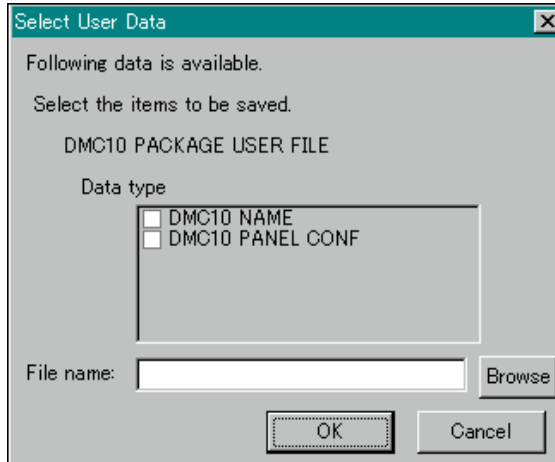 Select User Data
Following data is available.
Select the items to be saved.
DMC10 PACKAGE USER FILE
Data type
DMC10 NAME
DMC10 PANEL CONF
File name:
Browse
OK
Cancel